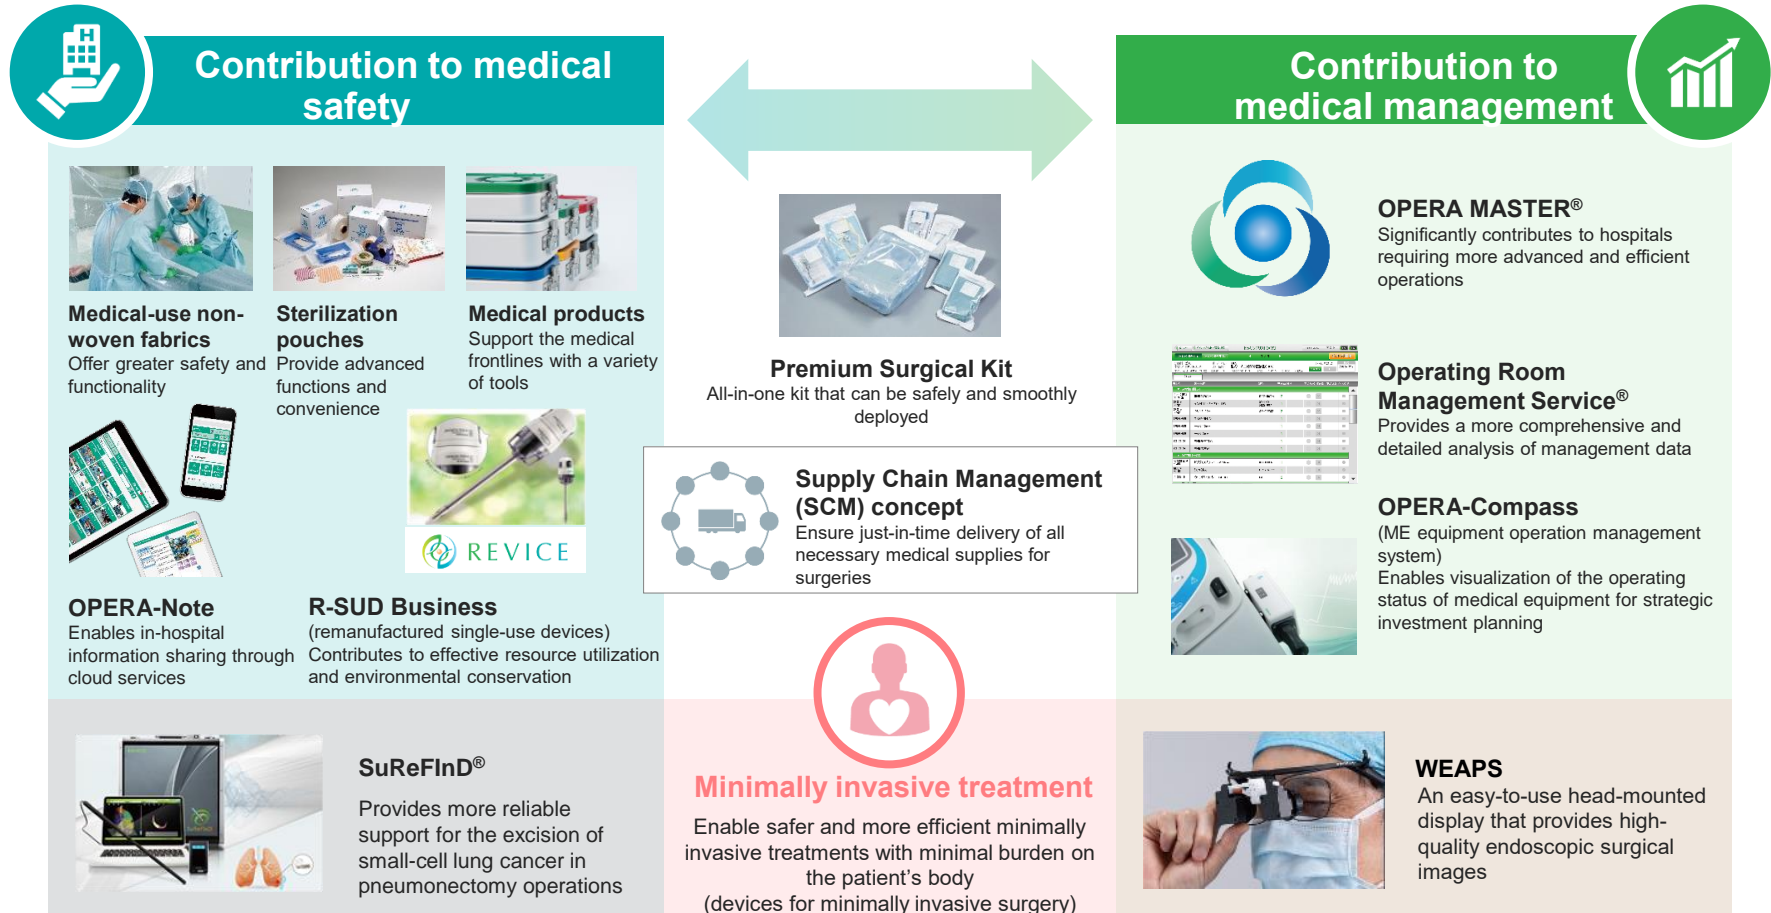 Contribution to medical
safety
Contribution to
medical management
Medical-use non-
woven fabrics
Offer greater safety and
functionality
Sterilization
pouches
Provide advanced
functions and
convenience
Medical products
Support the medical
frontlines with a variety
of tools
REVICE
OPERA-Note
Enables in-hospital
information sharing through
cloud services
R-SUD Business
(remanufactured single-use devices)
Contributes to effective resource utilization
and environmental conservation
Premium Surgical Kit
All-in-one kit that can be safely and smoothly
deployed
Supply Chain Management
(SCM) concept
Ensure just-in-time delivery of all
necessary medical supplies for
surgeries
OPERA MASTER®
Significantly contributes to hospitals
requiring more advanced and efficient
operations
Operating Room
Management Service®
Provides a more comprehensive and
detailed analysis of management data
OPERA-Compass
(ME equipment operation management
system)
Enables visualization of the operating
status of medical equipment for strategic
investment planning
SuReFInD®
Provides more reliable
support for the excision of
small-cell lung cancer in
pneumonectomy operations
Minimally invasive treatment
Enable safer and more efficient minimally
invasive treatments with minimal burden on
the patient's body
(devices for minimally invasive surgery)
WEAPS
An easy-to-use head-mounted
display that provides high-
quality endoscopic surgical
images